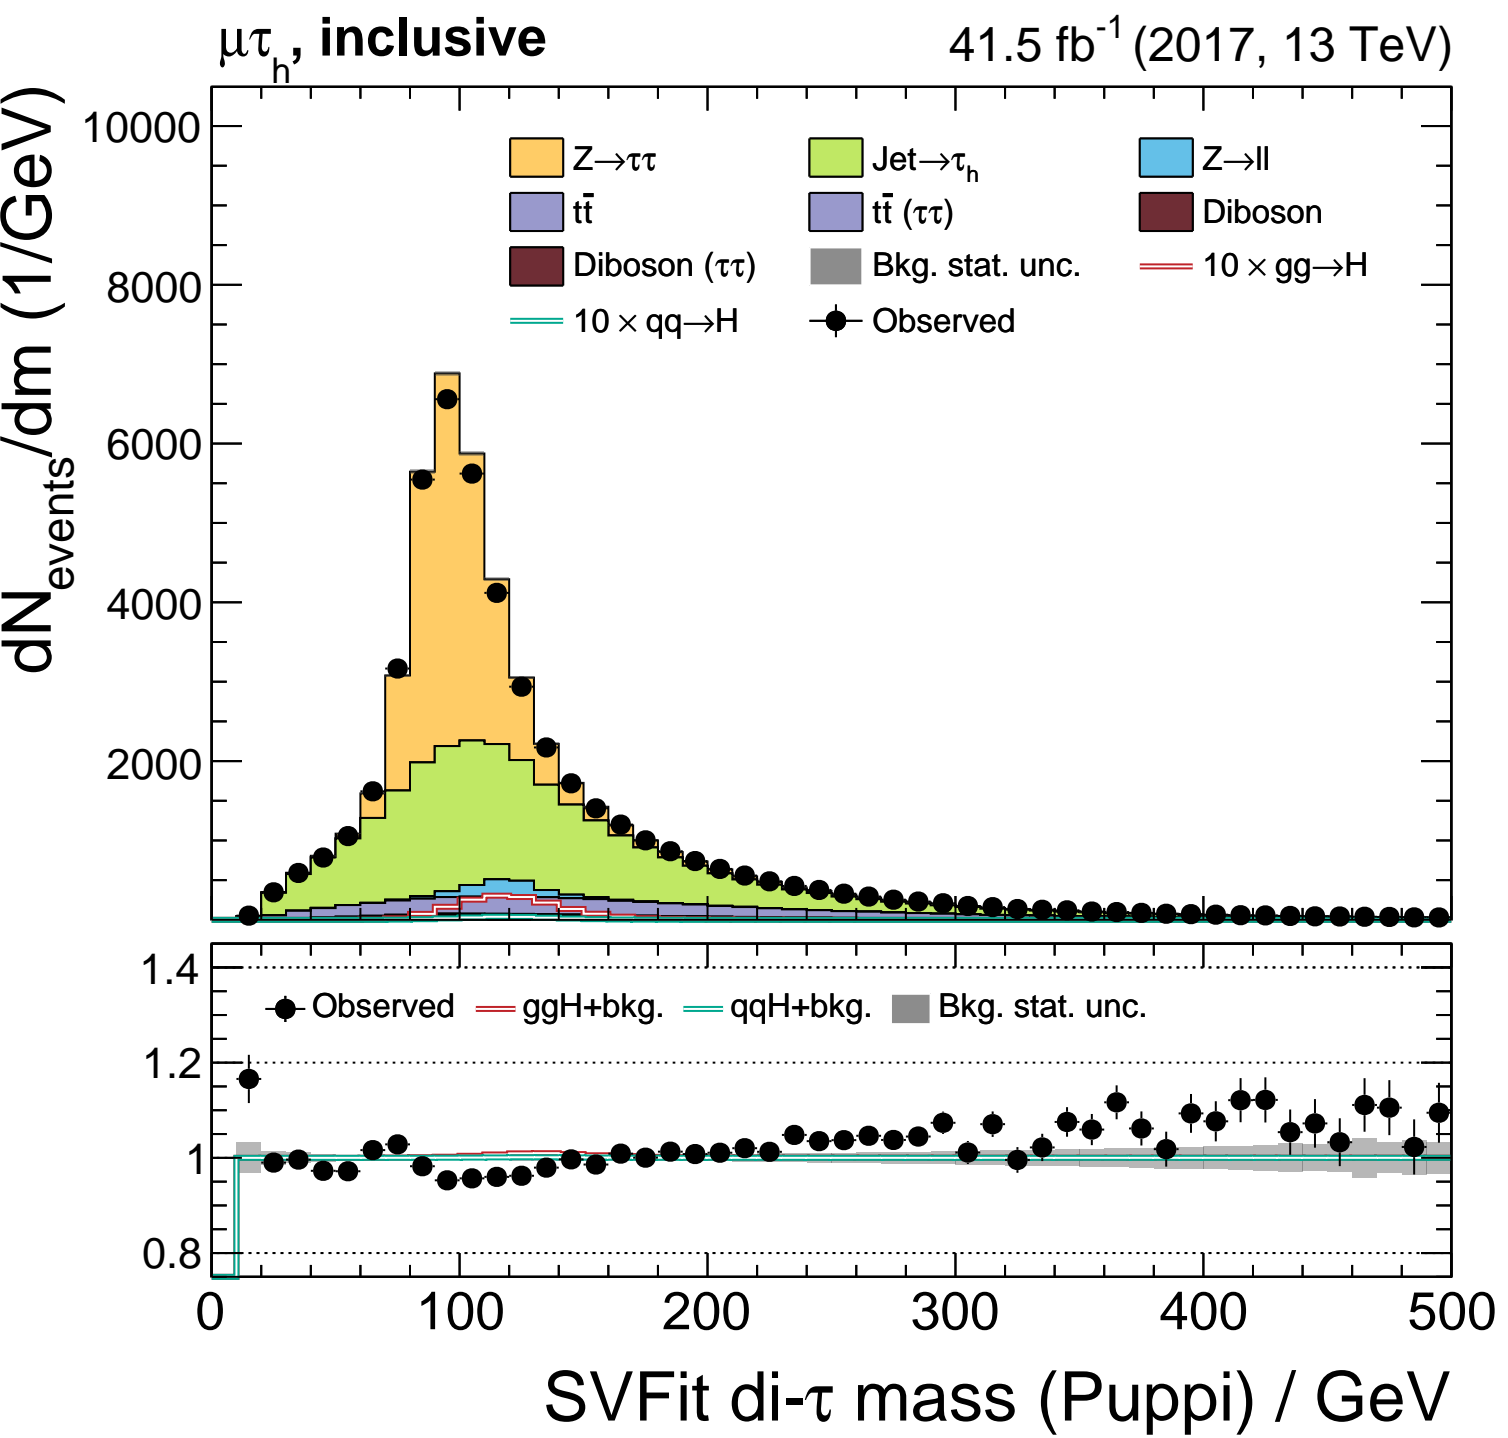 μτh, inclusive 41.5 fb-1 (2017, 13 TeV)
dNevents/dm (1/GeV)
10000
8000
6000
4000
2000
Z→ττ Jet→τh Z→ll
tt̄ tt̄ (ττ) Diboson
Diboson (ττ) Bkg. stat. unc. 10 × gg→H
10 × qq→H Observed
1.4
1.2
1
0.8
Observed ggH+bkg. qqH+bkg. Bkg. stat. unc.
0 100 200 300 400 500
SVFit di-τ mass (Puppi) / GeV